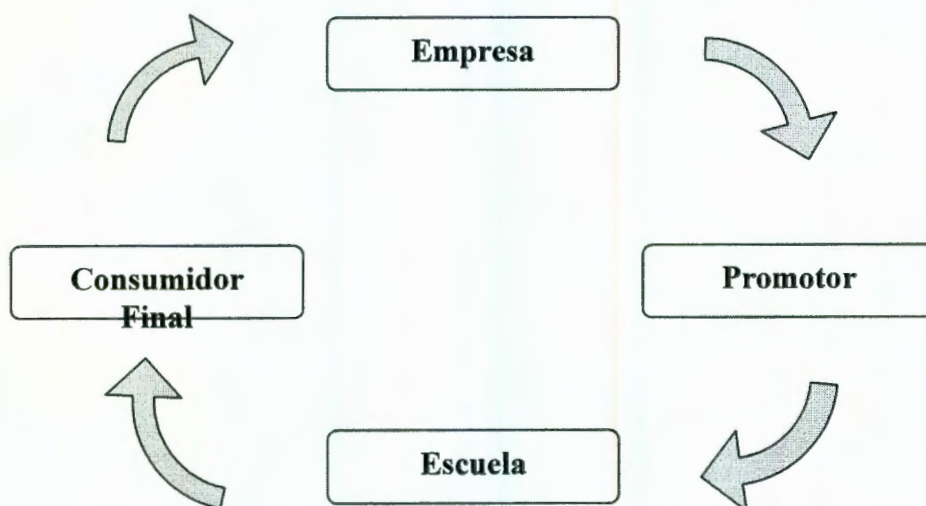 Empresa
Consumidor
Final
Promotor
Escuela